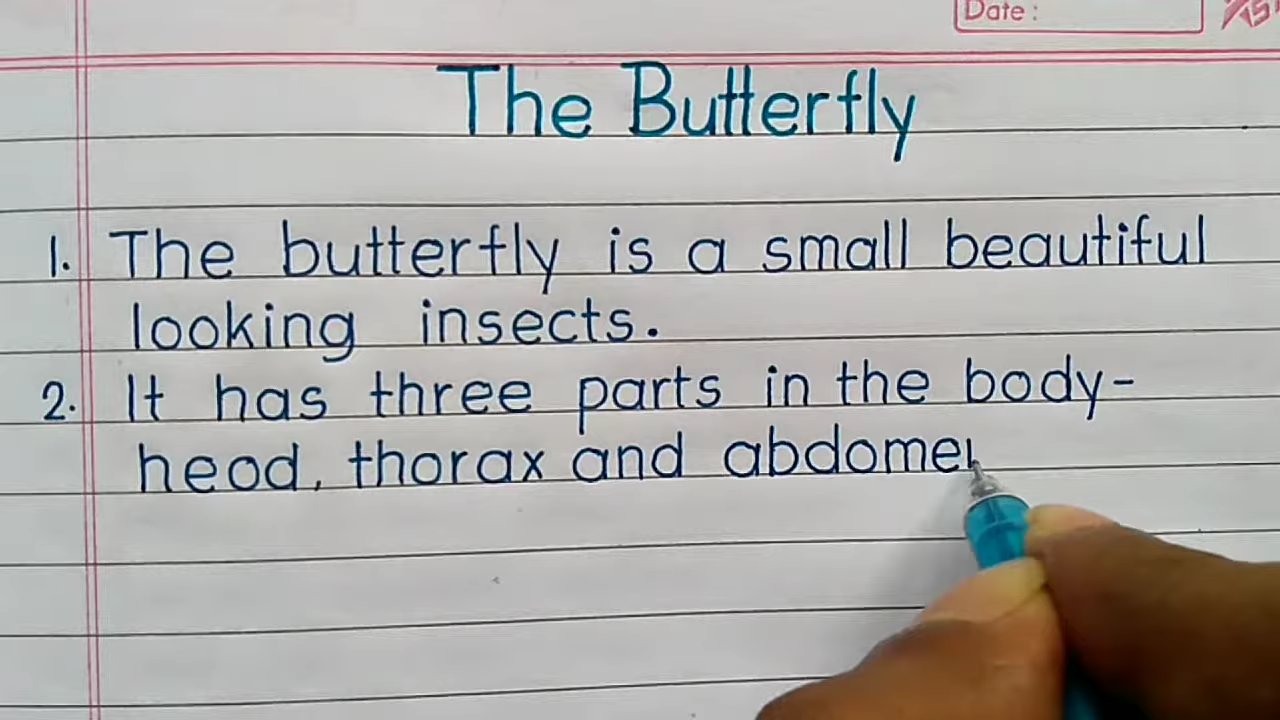 Date :
The Butterfly
1. The butterfly is a small beautiful
looking insects.
2. It has three parts in the body-
heod, thorax and